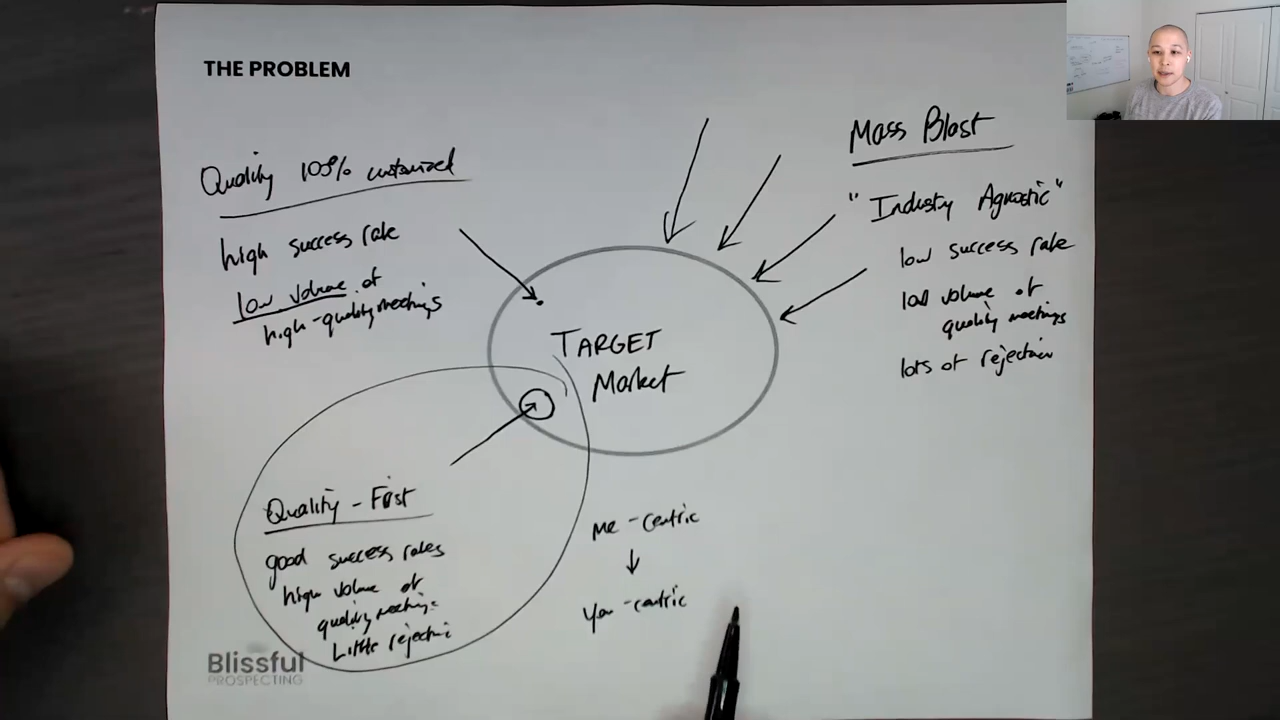 THE PROBLEM
Quality 100% customized
high success rate
low volume of
high-quality meetings
Mass Blast
"Industry Agnostic"
low success rate
low volume of
quality meetings
lots of rejection
TARGET
Market
Quality-First
good success rates
high volume of
quality meetings
Little rejection
me-centric
you-centric
Blissful
PROSPECTING